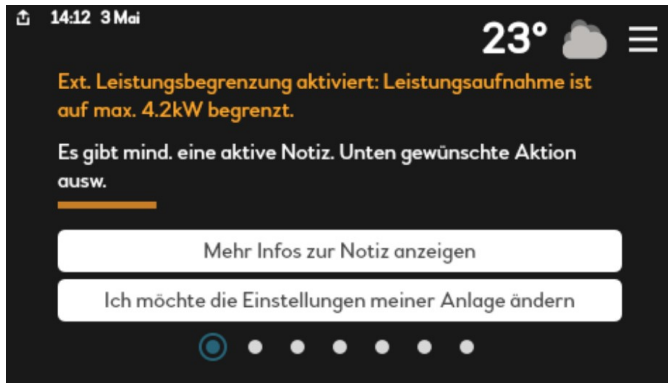 14:12 3 Mai
23°
Ext. Leistungsbegrenzung aktiviert: Leistungsaufnahme ist
auf max. 4.2kW begrenzt.
Es gibt mind. eine aktive Notiz. Unten gewünschte Aktion
ausw.
Mehr Infos zur Notiz anzeigen
Ich möchte die Einstellungen meiner Anlage ändern